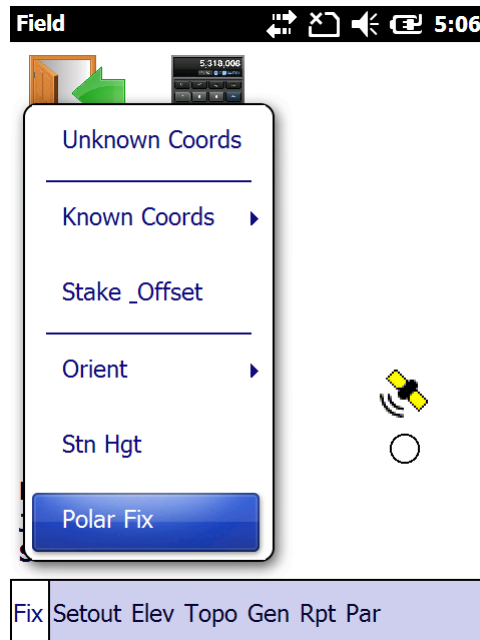 Field 5:06
5,318,008
Unknown Coords
Known Coords
Stake _Offset
Orient
Stn Hgt
Polar Fix
Fix Setout Elev Topo Gen Rpt Par